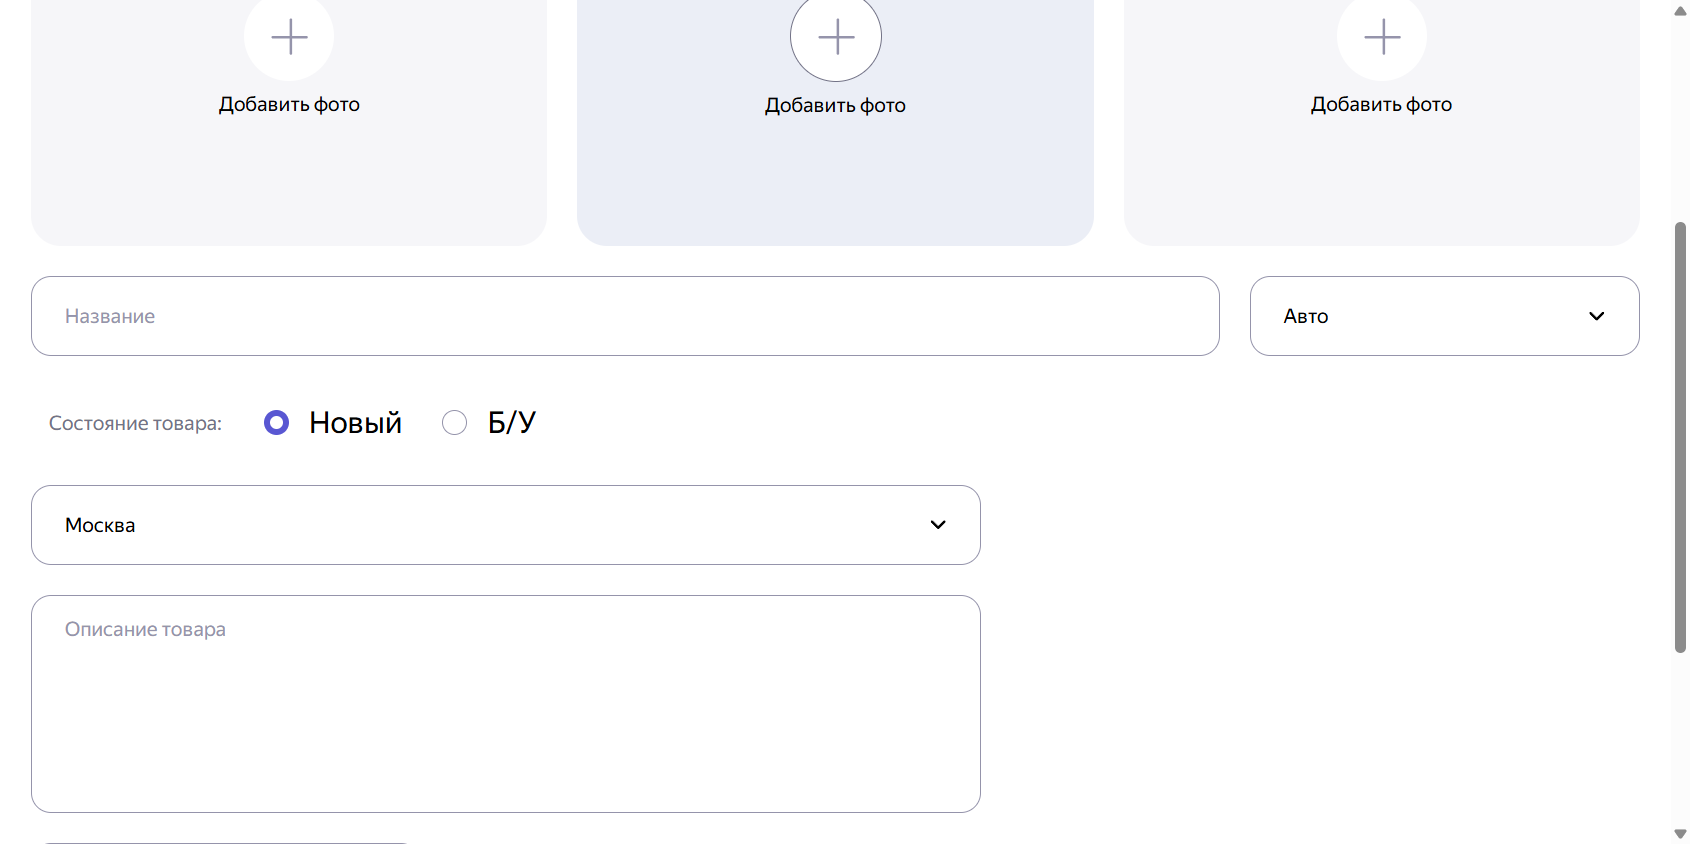 Добавить фото
Добавить фото
Добавить фото
Название
Авто
Состояние товара:
Новый
Б/У
Москва
Описание товара